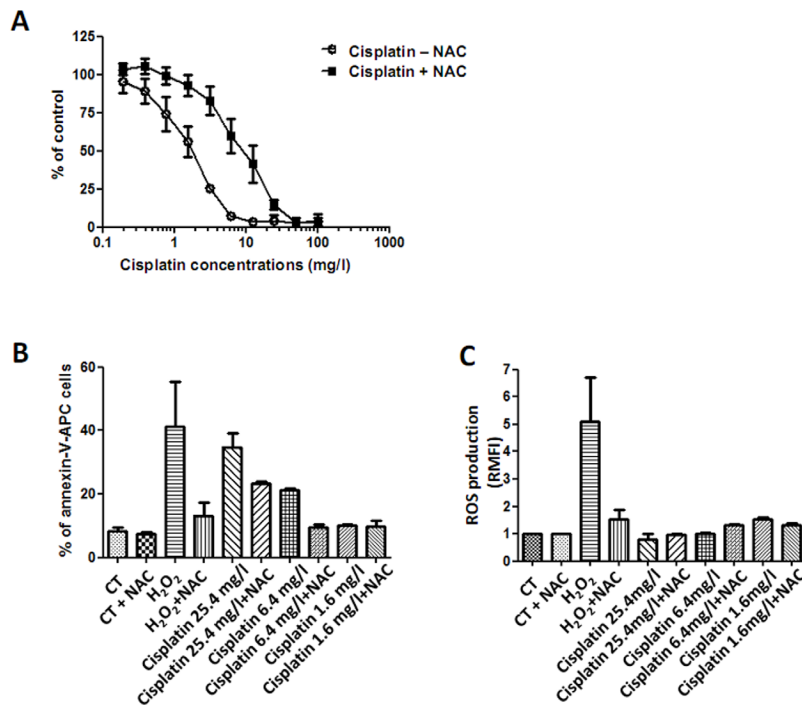 A
125
100
75
50
25
0
% of control
0.1 1 10 100 1000
Cisplatin concentrations (mg/l)
Cisplatin – NAC
Cisplatin + NAC
B
60
40
20
0
% of annexin-V-APC cells
CT
CT + NAC
H₂O₂
H₂O₂+NAC
Cisplatin 25.4 mg/l
Cisplatin 25.4 mg/l+NAC
Cisplatin 6.4 mg/l
Cisplatin 6.4 mg/l+NAC
Cisplatin 1.6 mg/l
Cisplatin 1.6 mg/l+NAC
C
7
6
5
4
3
2
1
0
ROS production
(RMFI)
CT
CT + NAC
H₂O₂
H₂O₂+NAC
Cisplatin 25.4mg/l
Cisplatin 25.4mg/l+NAC
Cisplatin 6.4mg/l
Cisplatin 6.4mg/l+NAC
Cisplatin 1.6mg/l
Cisplatin 1.6mg/l+NAC